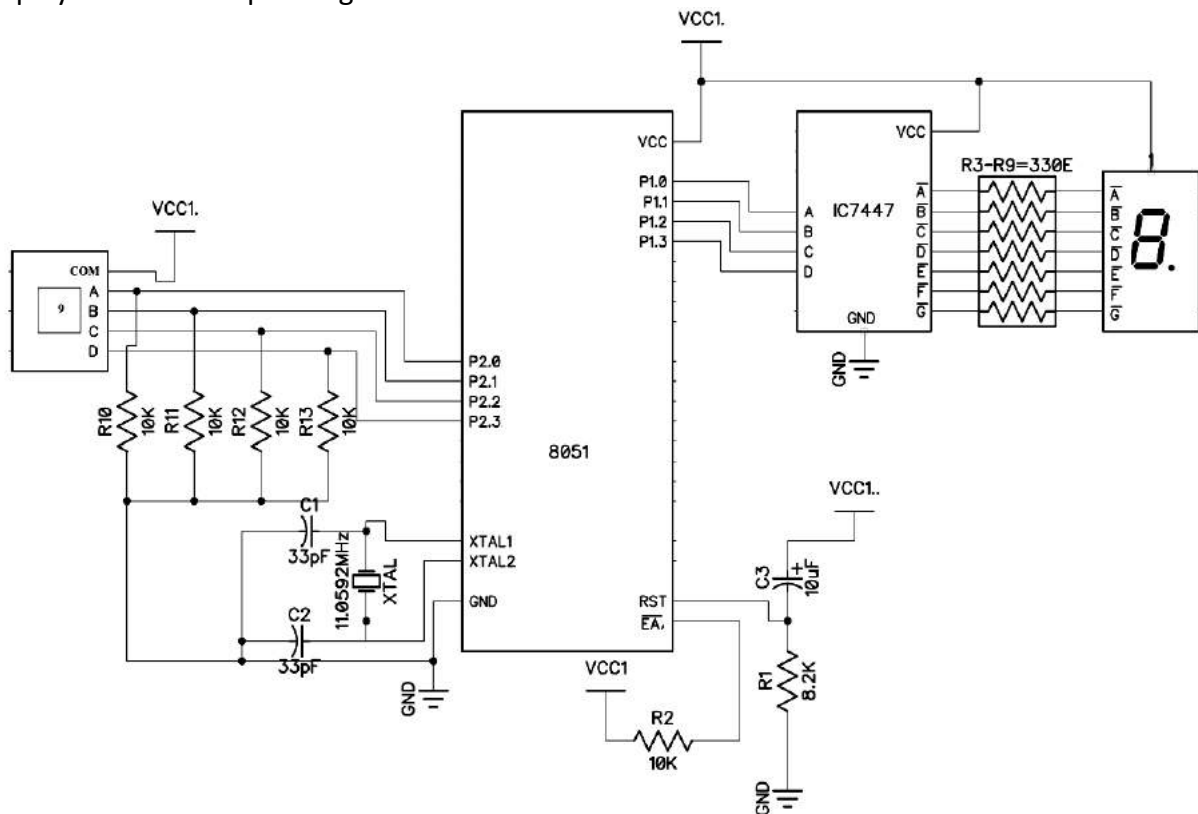 VCC1.
VCC
P1.0
P1.1
P1.2
P1.3
A
B
C
D
IC7447
VCC
GND
GND
A
B
C
D
E
F
G
R3-R9=330E
1
A
B
C
D
E
F
G
8.
VCC1.
COM
A
B
C
D
9
R10
10K
R11
10K
R12
10K
R13
10K
P2.0
P2.1
P2.2
P2.3
8051
C1
33pF
C2
33pF
11.0592MHz
XTAL
XTAL1
XTAL2
GND
GND
RST
EA,
VCC1
R2
10K
VCC1..
C3
+
10uF
R1
8.2K
GND